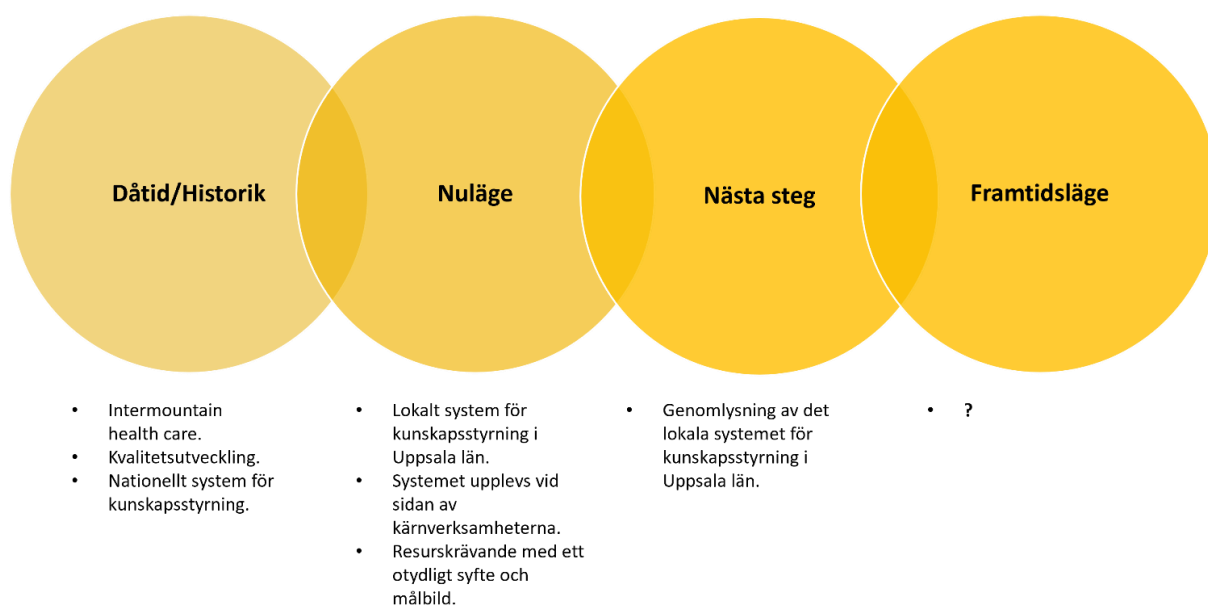 Dåtid/Historik
Nuläge
Nästa steg
Framtidsläge
• Intermountain
health care.
• Kvalitetsutveckling.
• Nationellt system för
kunskapsstyrning.
• Lokalt system för
kunskapsstyrning i
Uppsala län.
• Systemet upplevs vid
sidan av
kärnverksamheterna.
• Resurskrävande med ett
otydligt syfte och
målbild.
• Genomlysning av det
lokala systemet för
kunskapsstyrning i
Uppsala län.
• ?